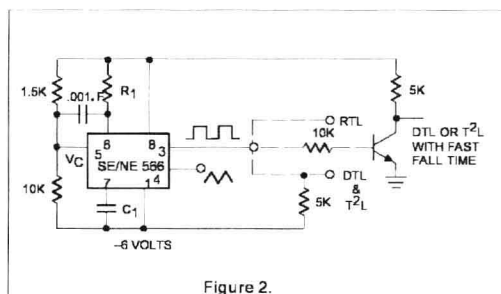 1.5K
.001.F
R1
5K
RTL
10K
DTL OR T2L
WITH FAST
FALL TIME
VC
6
8
5
3
SE/NE 566
4
7
1
10K
C1
5K
DTL
&
T2L
–6 VOLTS
Figure 2.